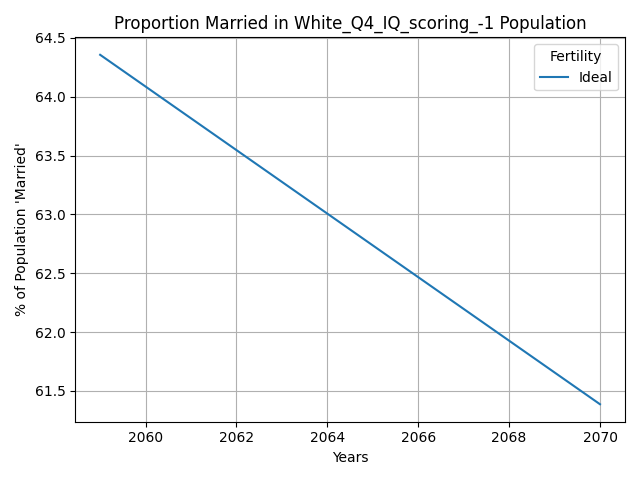 Proportion Married in White_Q4_IQ_scoring_-1 Population
64.5
64.0
63.5
63.0
62.5
62.0
61.5
% of Population 'Married'
Fertility
Ideal
2060 2062 2064 2066 2068 2070
Years